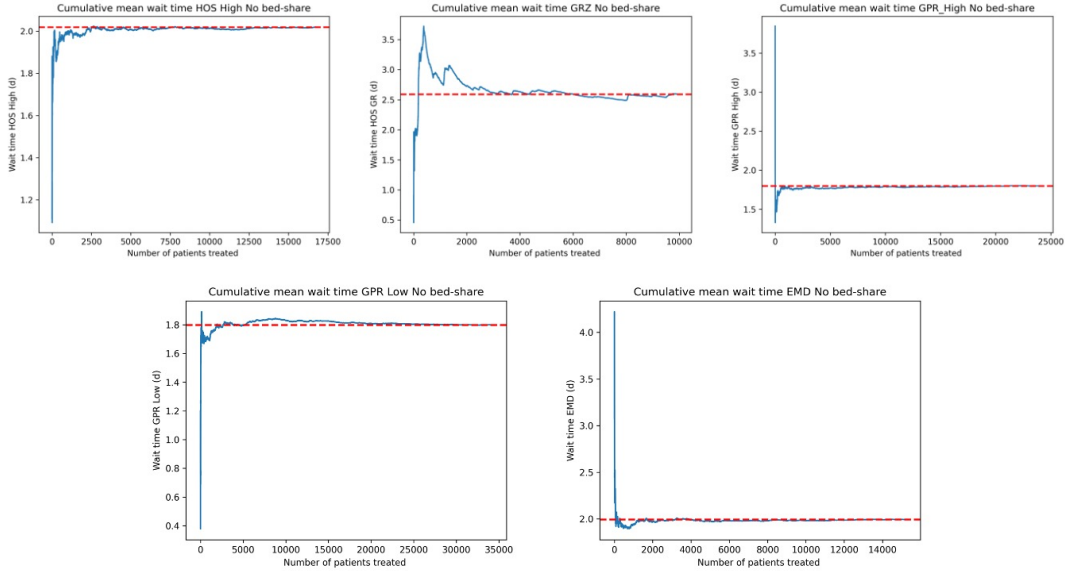 Cumulative mean wait time HOS High No bed-share
Wait time HOS High (d)
2.0
1.8
1.6
1.4
1.2
0 2500 5000 7500 10000 12500 15000 17500
Number of patients treated
Cumulative mean wait time GRZ No bed-share
Wait time HOS GR (d)
3.5
3.0
2.5
2.0
1.5
1.0
0.5
0 2000 4000 6000 8000 10000
Number of patients treated
Cumulative mean wait time GPR_High No bed-share
Wait time GPR High (d)
3.5
3.0
2.5
2.0
1.5
0 5000 10000 15000 20000 25000
Number of patients treated
Cumulative mean wait time GPR Low No bed-share
Wait time GPR Low (d)
1.8
1.6
1.4
1.2
1.0
0.8
0.6
0.4
0 5000 10000 15000 20000 25000 30000 35000
Number of patients treated
Cumulative mean wait time EMD No bed-share
Wait time EMD (d)
4.0
3.5
3.0
2.5
2.0
0 2000 4000 6000 8000 10000 12000 14000
Number of patients treated